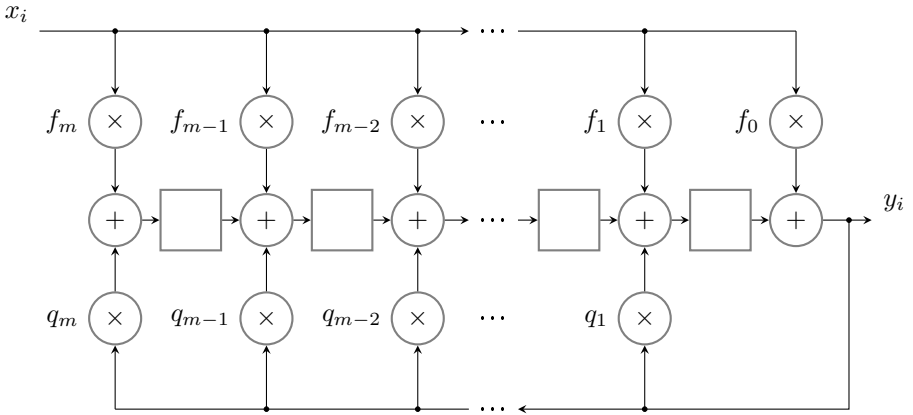 x_i ...
f_m × f_{m−1} × f_{m−2} × ... f_1 × f_0 ×
+ + + ... + + y_i
q_m × q_{m−1} × q_{m−2} × ... q_1 ×
...